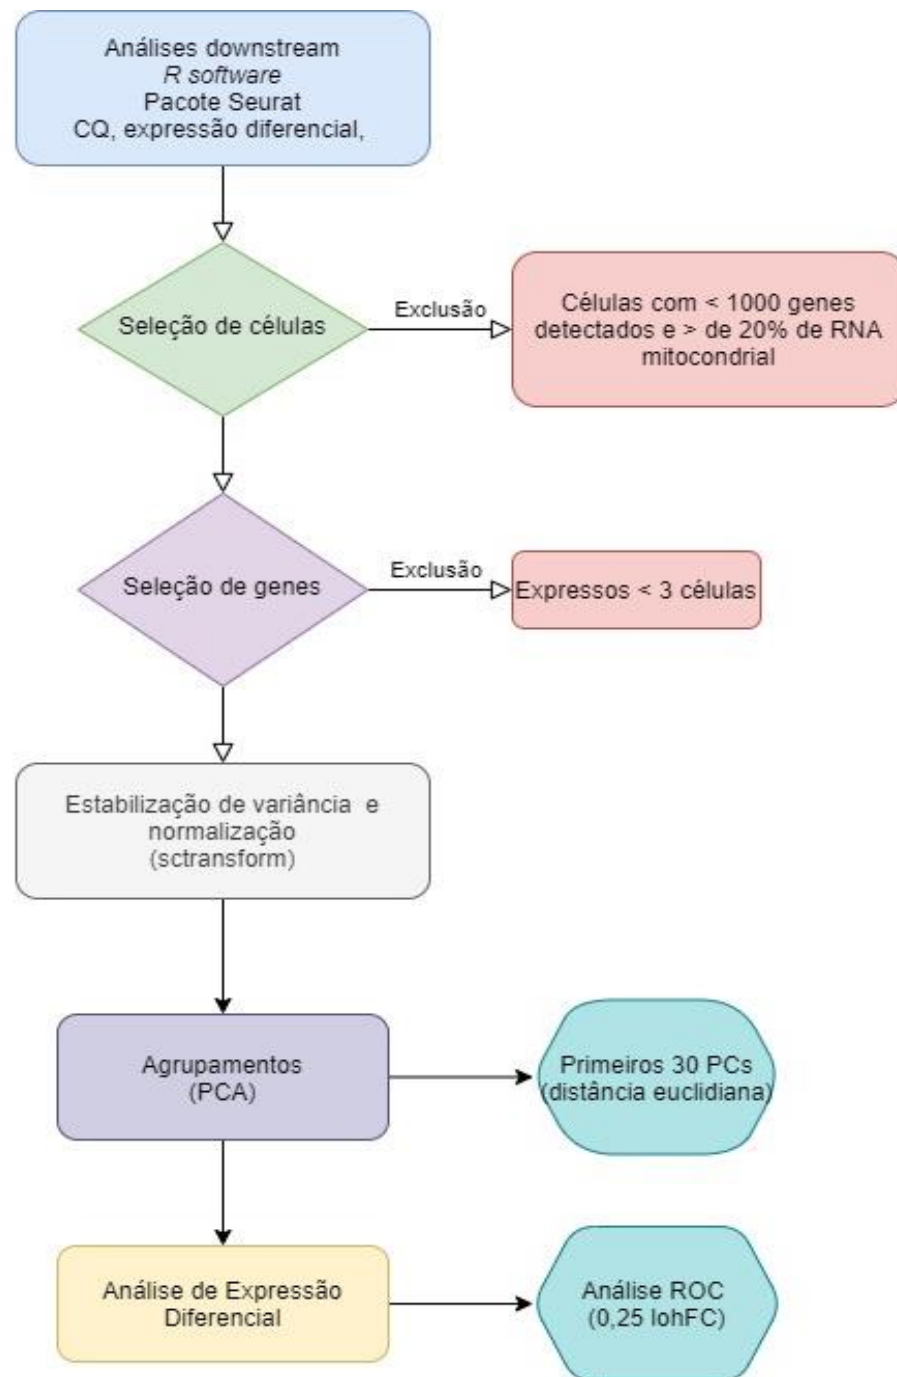 Análises downstream
R software
Pacote Seurat
CQ, expressão diferencial,
Seleção de células
Exclusão
Células com < 1000 genes
detectados e > de 20% de RNA
mitocondrial
Seleção de genes
Exclusão
Expressos < 3 células
Estabilização de variância e
normalização
(sctransform)
Agrupamentos
(PCA)
Primeiros 30 PCs
(distância euclidiana)
Análise de Expressão
Diferencial
Análise ROC
(0,25 lohFC)